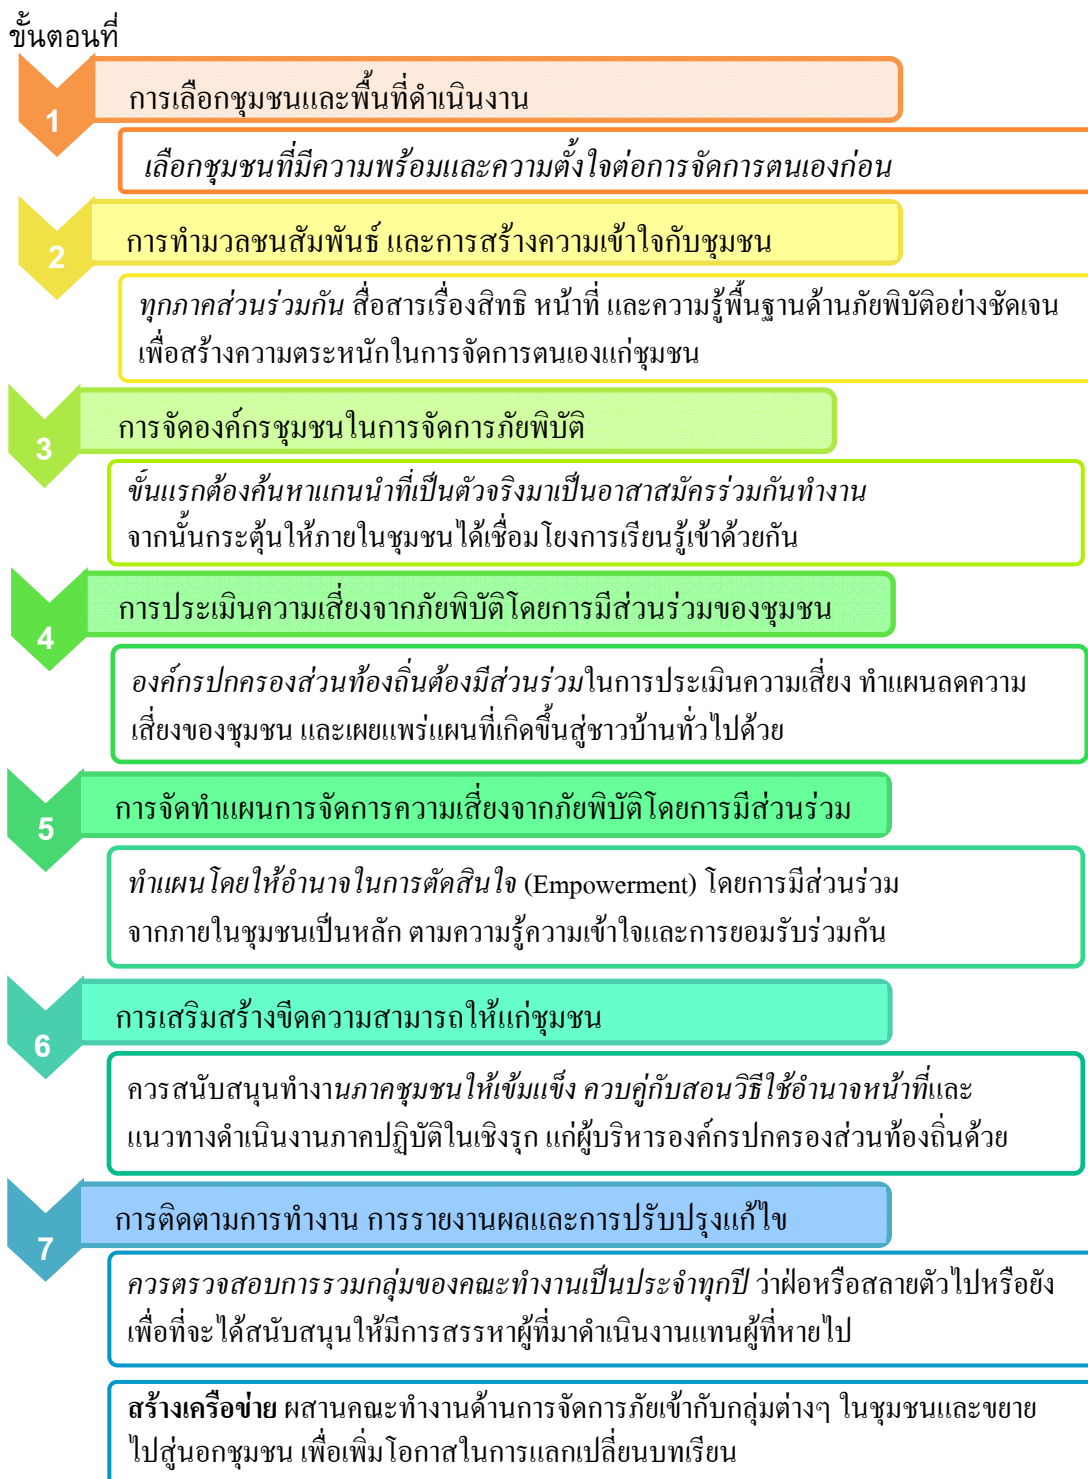 ขั้นตอนที่
1
การเลือกชุมชนและพื้นที่ดำเนินงาน
เลือกชุมชนที่มีความพร้อมและความตั้งใจต่อการจัดการตนเองก่อน
2
การทำมวลชนสัมพันธ์ และการสร้างความเข้าใจกับชุมชน
ทุกภาคส่วนร่วมกัน สื่อสารเรื่องสิทธิ หน้าที่ และความรู้พื้นฐานด้านภัยพิบัติอย่างชัดเจน
เพื่อสร้างความตระหนักในการจัดการตนเองแก่ชุมชน
3
การจัดองค์กรชุมชนในการจัดการภัยพิบัติ
ขั้นแรกต้องค้นหาแกนนำที่เป็นตัวจริงมาเป็นอาสาสมัครร่วมกันทำงาน
จากนั้นกระตุ้นให้ภายในชุมชนได้เชื่อมโยงการเรียนรู้เข้าด้วยกัน
4
การประเมินความเสี่ยงจากภัยพิบัติโดยการมีส่วนร่วมของชุมชน
องค์กรปกครองส่วนท้องถิ่นต้องมีส่วนร่วมในการประเมินความเสี่ยง ทำแผนลดความ
เสี่ยงของชุมชน และเผยแพร่แผนที่เกิดขึ้นสู่ชาวบ้านทั่วไปด้วย
5
การจัดทำแผนการจัดการความเสี่ยงจากภัยพิบัติโดยการมีส่วนร่วม
ทำแผนโดยให้อำนาจในการตัดสินใจ (Empowerment) โดยการมีส่วนร่วม
จากภายในชุมชนเป็นหลัก ตามความรู้ความเข้าใจและการยอมรับร่วมกัน
6
การเสริมสร้างขีดความสามารถให้แก่ชุมชน
ควรสนับสนุนทำงานภาคชุมชนให้เข้มแข็ง ควบคู่กับสอนวิธีใช้อำนาจหน้าที่และ
แนวทางดำเนินงานภาคปฏิบัติในเชิงรุก แก่ผู้บริหารองค์กรปกครองส่วนท้องถิ่นด้วย
7
การติดตามการทำงาน การรายงานผลและการปรับปรุงแก้ไข
ควรตรวจสอบการรวมกลุ่มของคณะทำงานเป็นประจำทุกปี ว่าฝ่อหรือสลายตัวไปหรือยัง
เพื่อที่จะได้สนับสนุนให้มีการสรรหาผู้ที่มาดำเนินงานแทนผู้ที่หายไป
สร้างเครือข่าย ผสานคณะทำงานด้านการจัดการภัยเข้ากับกลุ่มต่างๆ ในชุมชนและขยาย
ไปสู่นอกชุมชน เพื่อเพิ่มโอกาสในการแลกเปลี่ยนบทเรียน